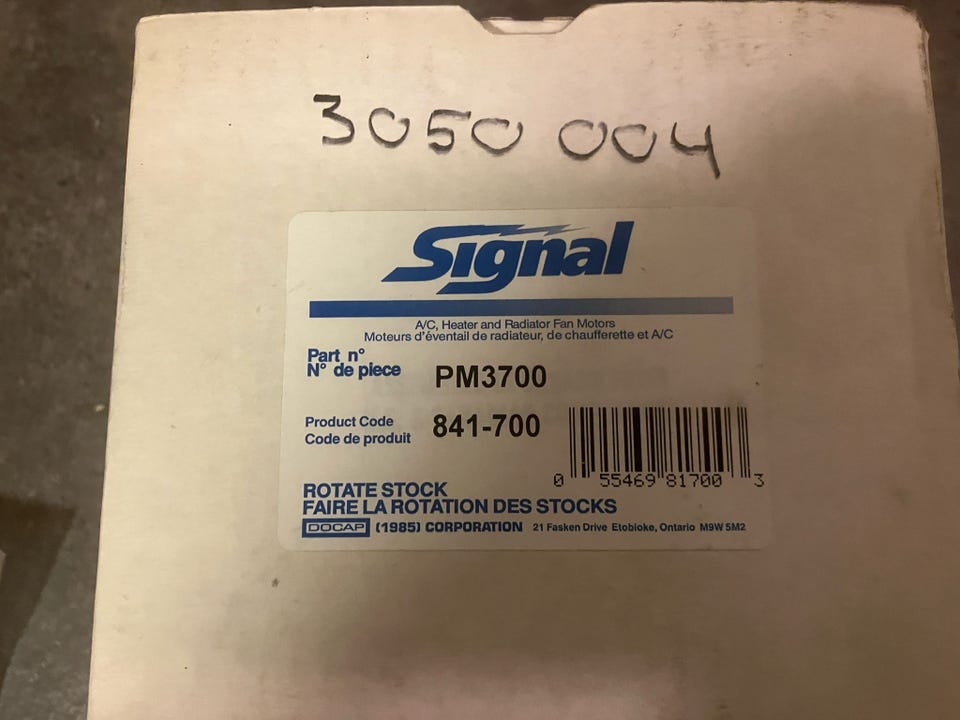 3050 004
Signal
A/C, Heater and Radiator Fan Motors
Moteurs d'éventail de radiateur, de chaufferette et A/C
Part n°
N° de piece PM3700
Product Code
Code de produit 841-700
0 55469 81700 3
ROTATE STOCK
FAIRE LA ROTATION DES STOCKS
DOCAP (1985) CORPORATION 21 Fasken Drive Etobioke, Ontario M9W 5M2